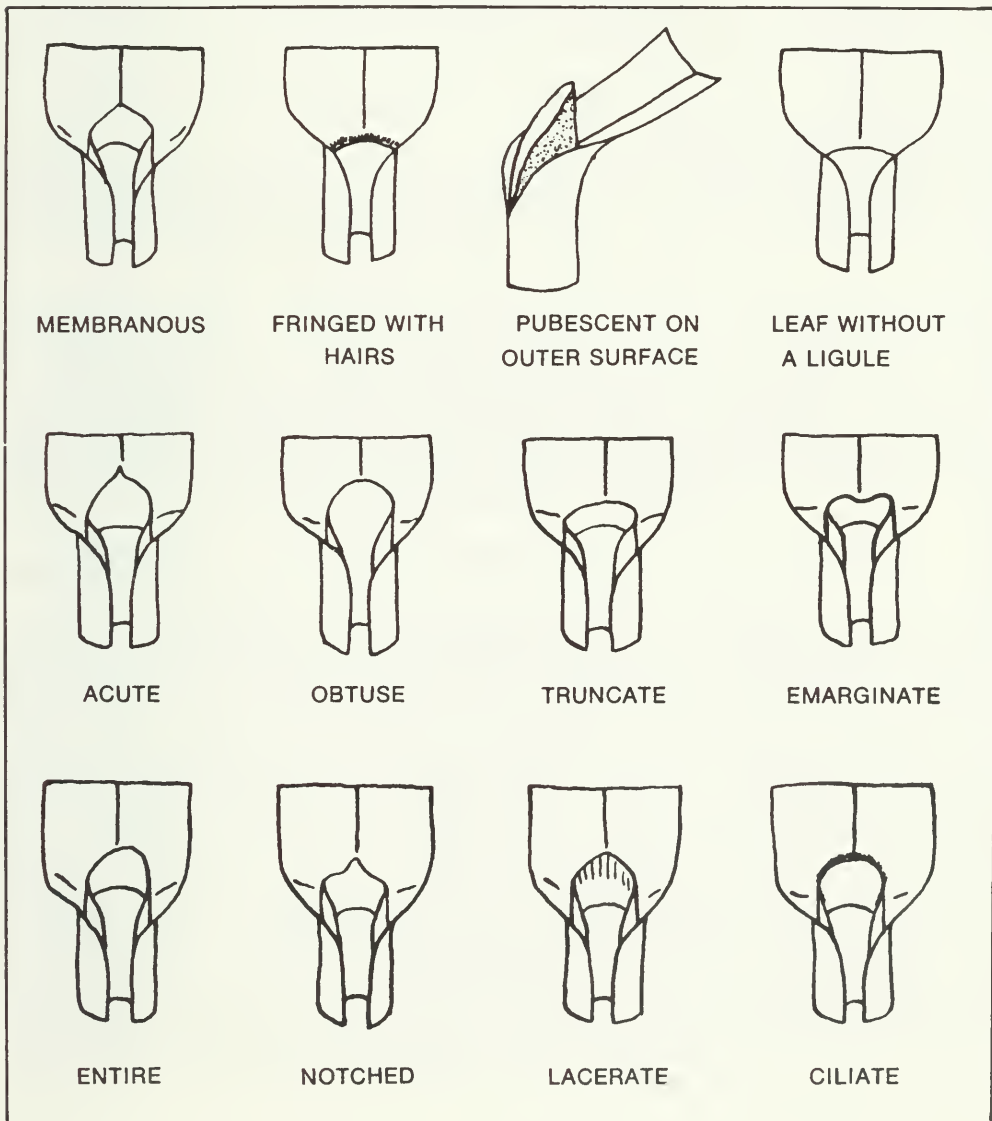 MEMBRANOUS
FRINGED WITH
HAIRS
PUBESCENT ON
OUTER SURFACE
LEAF WITHOUT
A LIGULE
ACUTE
OBTUSE
TRUNCATE
EMARGINATE
ENTIRE
NOTCHED
LACERATE
CILIATE